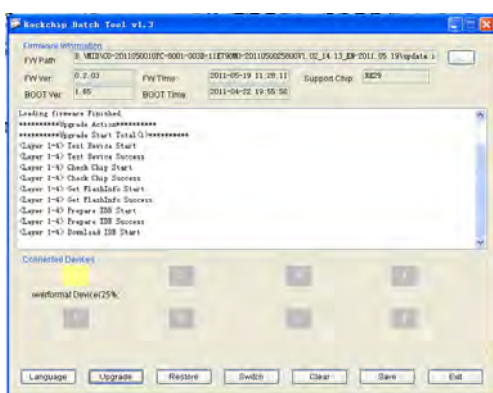 Rockchip Batch Tool v1.3
Firmware Information
FW Path:
FW Ver: 0.2.03 FW Time: 2011-05-19 11:28:11 Support Chip:
BOOT Ver: 1.65 BOOT Time: 2011-04-22 19:55:56
Loading firmware Finished
**********Upgrade Action**********
**********Upgrade Start Total(1)**********
<Layer 1-4> Test Device Start
<Layer 1-4> Test Device Success
<Layer 1-4> Check Chip Start
<Layer 1-4> Check Chip Success
<Layer 1-4> Get FlashInfo Start
<Layer 1-4> Get FlashInfo Success
<Layer 1-4> Prepare IDB Start
<Layer 1-4> Prepare IDB Success
<Layer 1-4> Download IDB Start
Connected Devices
Device(25%
Language Upgrade Restore Switch Clear Save Exit